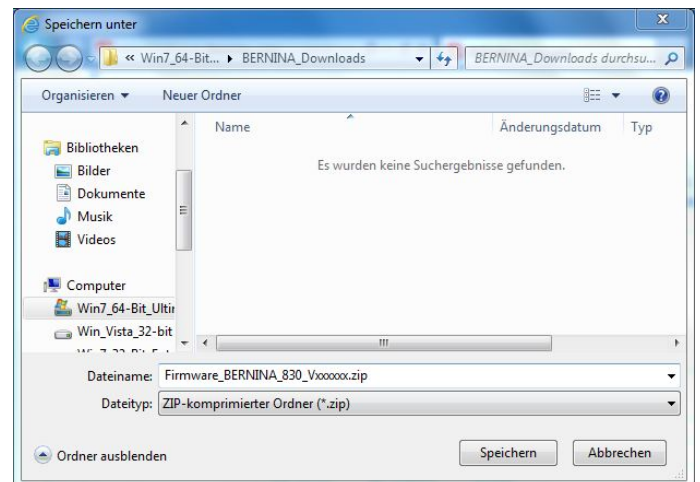 Speichern unter
« Win7_64-Bit... ▸ BERNINA_Downloads
BERNINA_Downloads durchsu...
Organisieren
Neuer Ordner
Name
Änderungsdatum
Typ
Es wurden keine Suchergebnisse gefunden.
Bibliotheken
Bilder
Dokumente
Musik
Videos
Computer
Win7_64-Bit_Ultir
Win_Vista_32-bit
Dateiname: Firmware_BERNINA_830_Vxxxxxx.zip
Dateityp: ZIP-komprimierter Ordner (*.zip)
Ordner ausblenden
Speichern
Abbrechen